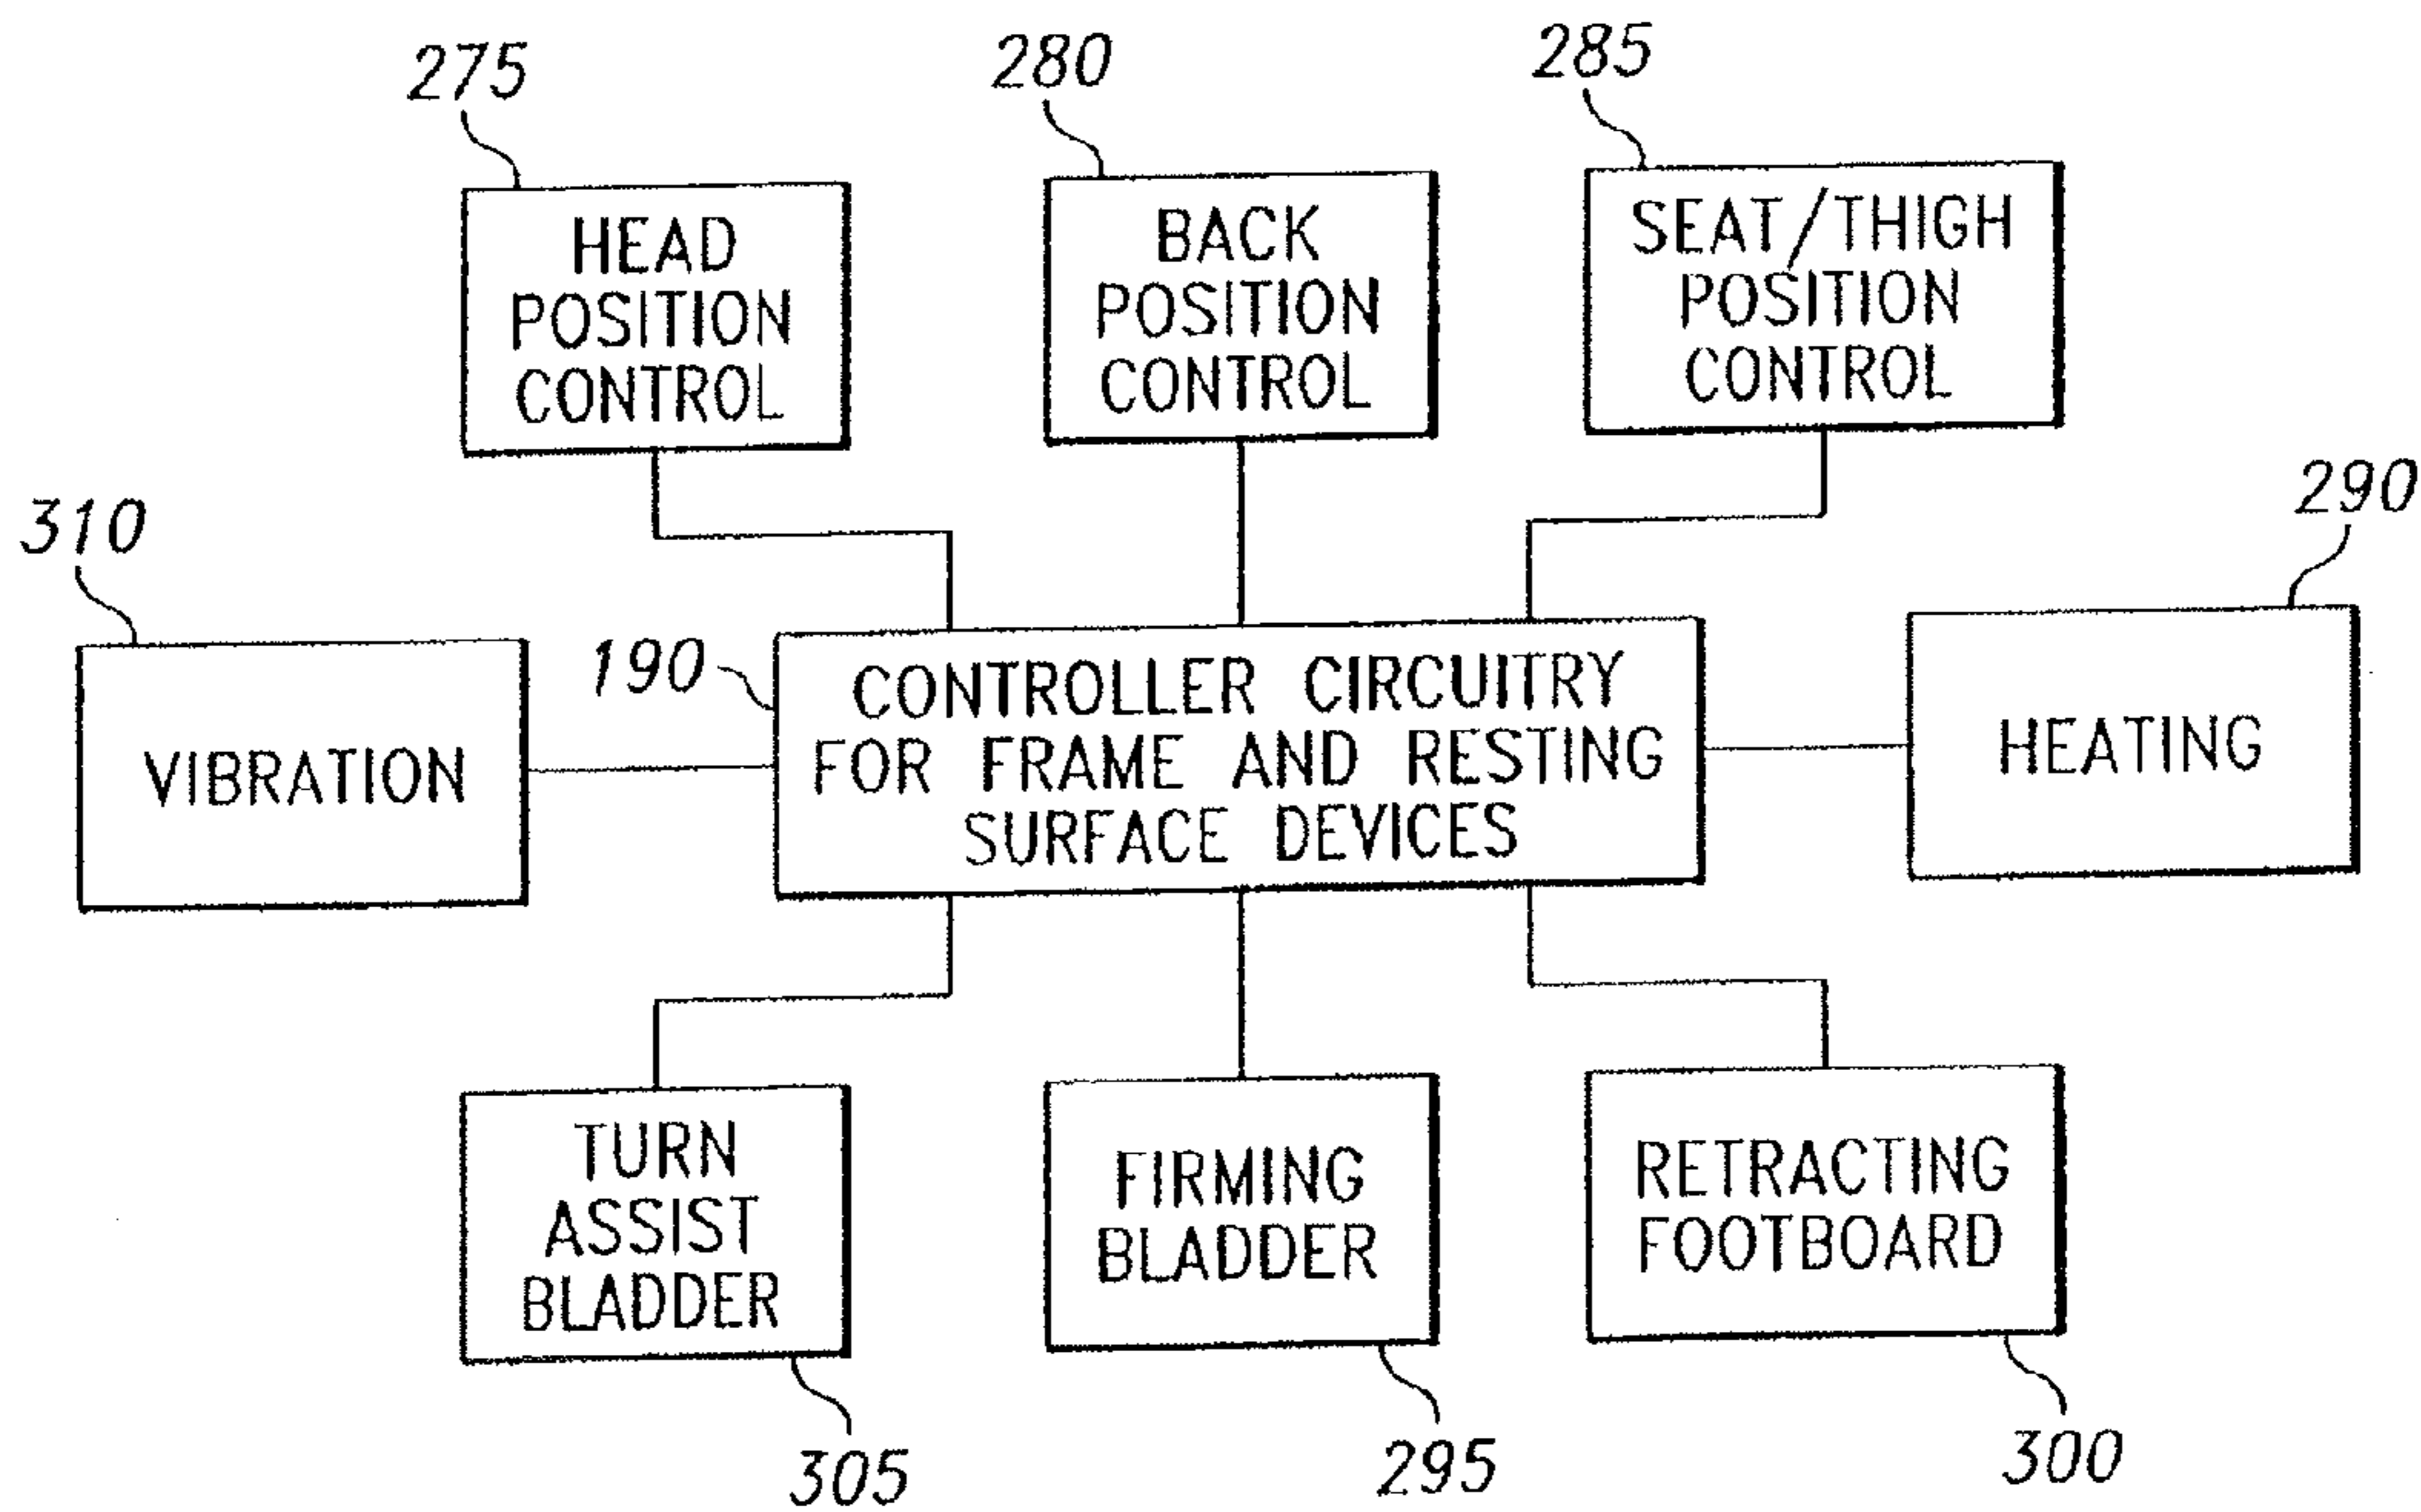 275
280
285
HEAD
POSITION
CONTROL
BACK
POSITION
CONTROL
SEAT/THIGH
POSITION
CONTROL
310
290
190
VIBRATION
CONTROLLER CIRCUITRY
FOR FRAME AND RESTING
SURFACE DEVICES
HEATING
TURN
ASSIST
BLADDER
FIRMING
BLADDER
RETRACTING
FOOTBOARD
305
295
300